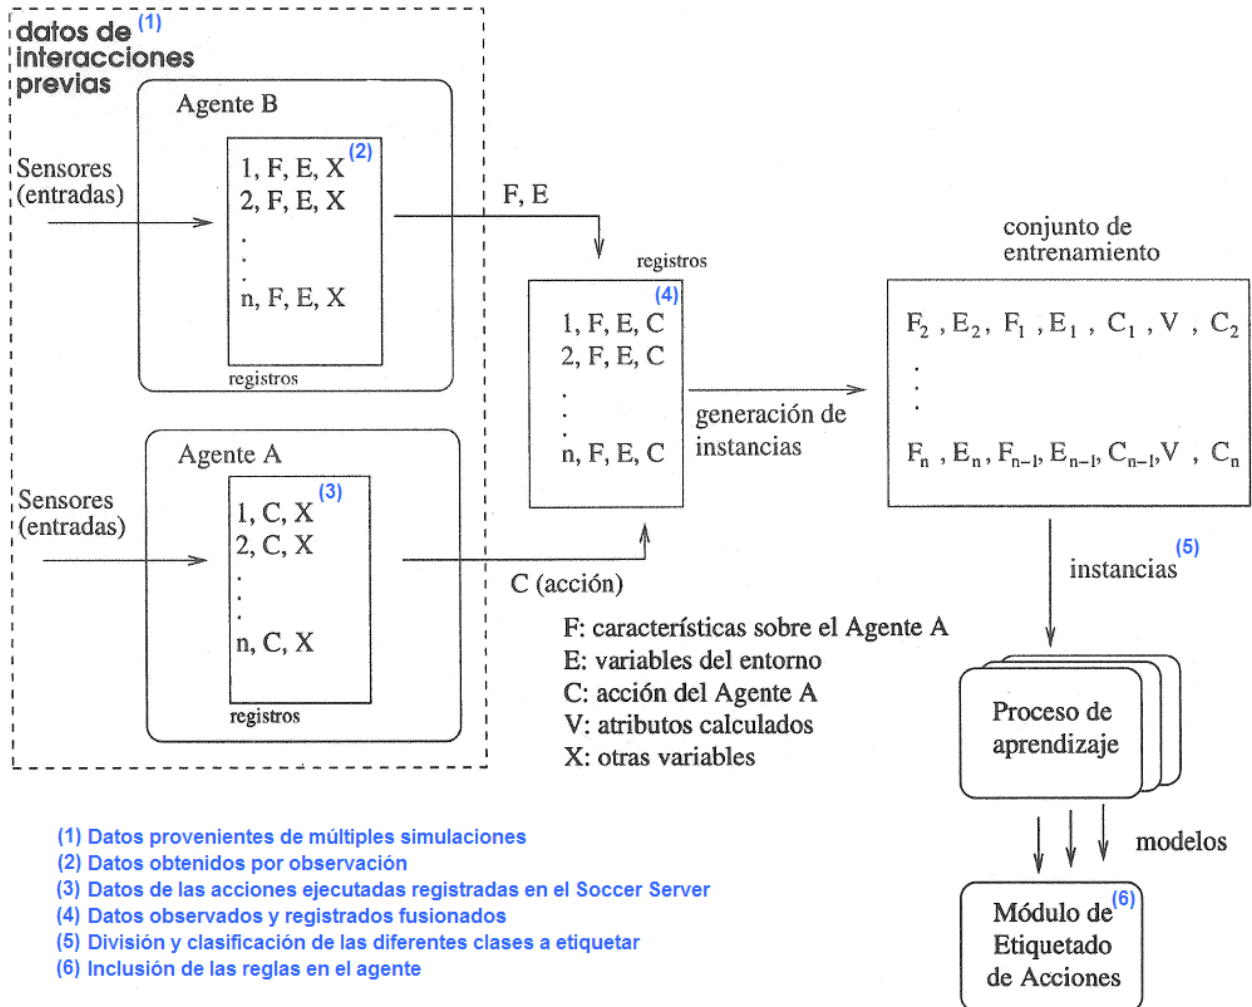 datos de (1)
interacciones
previas
Agente B
Sensores
(entradas)
1, F, E, X (2)
2, F, E, X
.
.
.
n, F, E, X
registros
F, E
Agente A
Sensores
(entradas)
1, C, X (3)
2, C, X
.
.
.
n, C, X
registros
C (acción)
registros
(4)
1, F, E, C
2, F, E, C
.
.
.
n, F, E, C
generación de
instancias
conjunto de
entrenamiento
F2 , E2, F1 , E1 , C1 , V , C2
.
.
.
Fn , En, Fn-1, En-1, Cn-1, V , Cn
instancias (5)
F: características sobre el Agente A
E: variables del entorno
C: acción del Agente A
V: atributos calculados
X: otras variables
Proceso de
aprendizaje
modelos
Módulo de (6)
Etiquetado
de Acciones
(1) Datos provenientes de múltiples simulaciones
(2) Datos obtenidos por observación
(3) Datos de las acciones ejecutadas registradas en el Soccer Server
(4) Datos observados y registrados fusionados
(5) División y clasificación de las diferentes clases a etiquetar
(6) Inclusión de las reglas en el agente